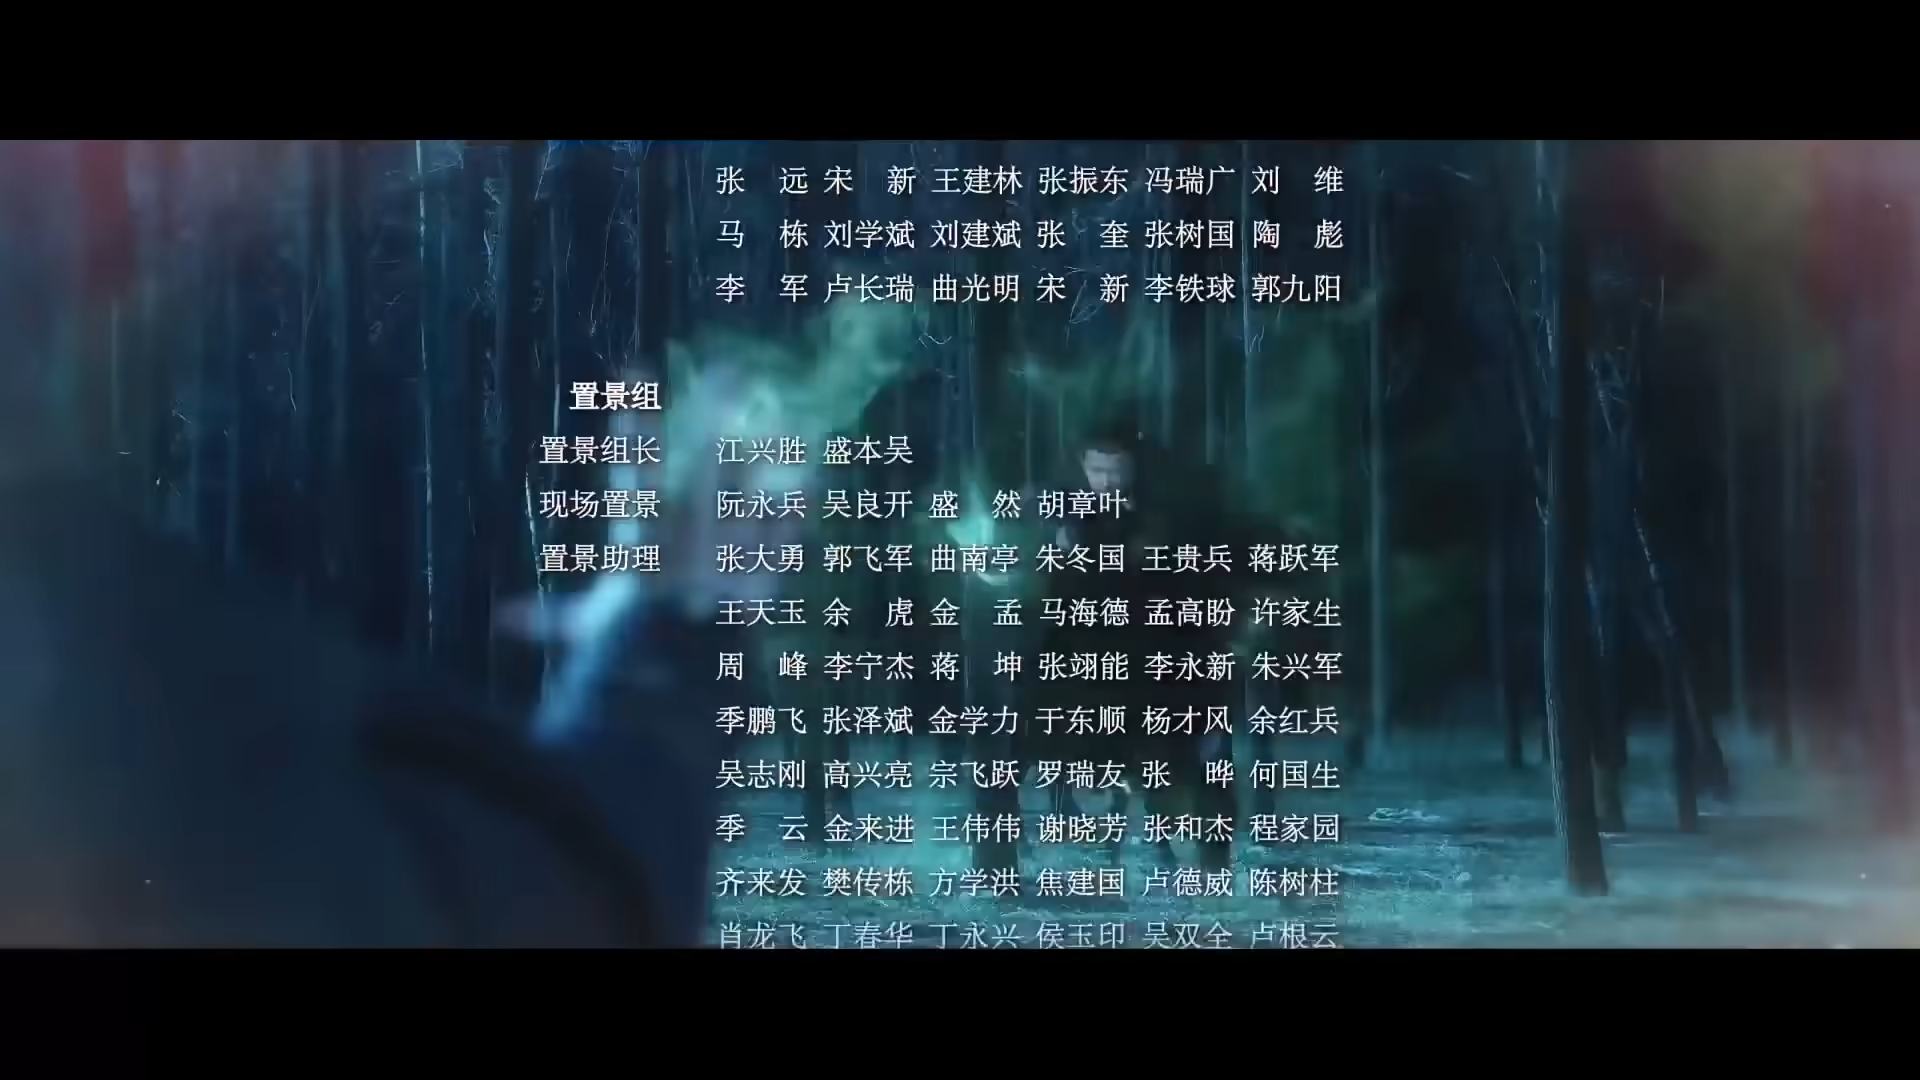 张　远 宋　新 王建林 张振东 冯瑞广 刘　维
马　栋 刘学斌 刘建斌 张　奎 张树国 陶　彪
李　军 卢长瑞 曲光明 宋　新 李铁球 郭九阳
置景组
置景组长 江兴胜 盛本吴
现场置景 阮永兵 吴良开 盛　然 胡章叶
置景助理 张大勇 郭飞军 曲南亭 朱冬国 王贵兵 蒋跃军
王天玉 余　虎 金　孟 马海德 孟高盼 许家生
周　峰 李宁杰 蒋　坤 张翊能 李永新 朱兴军
季鹏飞 张泽斌 金学力 于东顺 杨才风 余红兵
吴志刚 高兴亮 宗飞跃 罗瑞友 张　晔 何国生
季　云 金来进 王伟伟 谢晓芳 张和杰 程家园
齐来发 樊传栋 方学洪 焦建国 卢德威 陈树柱
肖龙飞 丁春华 丁永兴 侯玉印 吴双全 卢根云